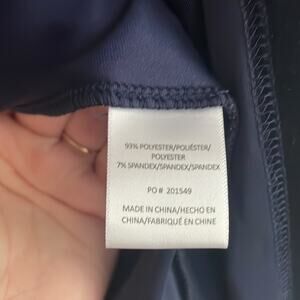 93% POLYESTER/POLIÉSTER/
POLYESTER
7% SPANDEX/SPANDEX/SPANDEX
PO # 201549
MADE IN CHINA/HECHO EN
CHINA/FABRIQUÉ EN CHINE